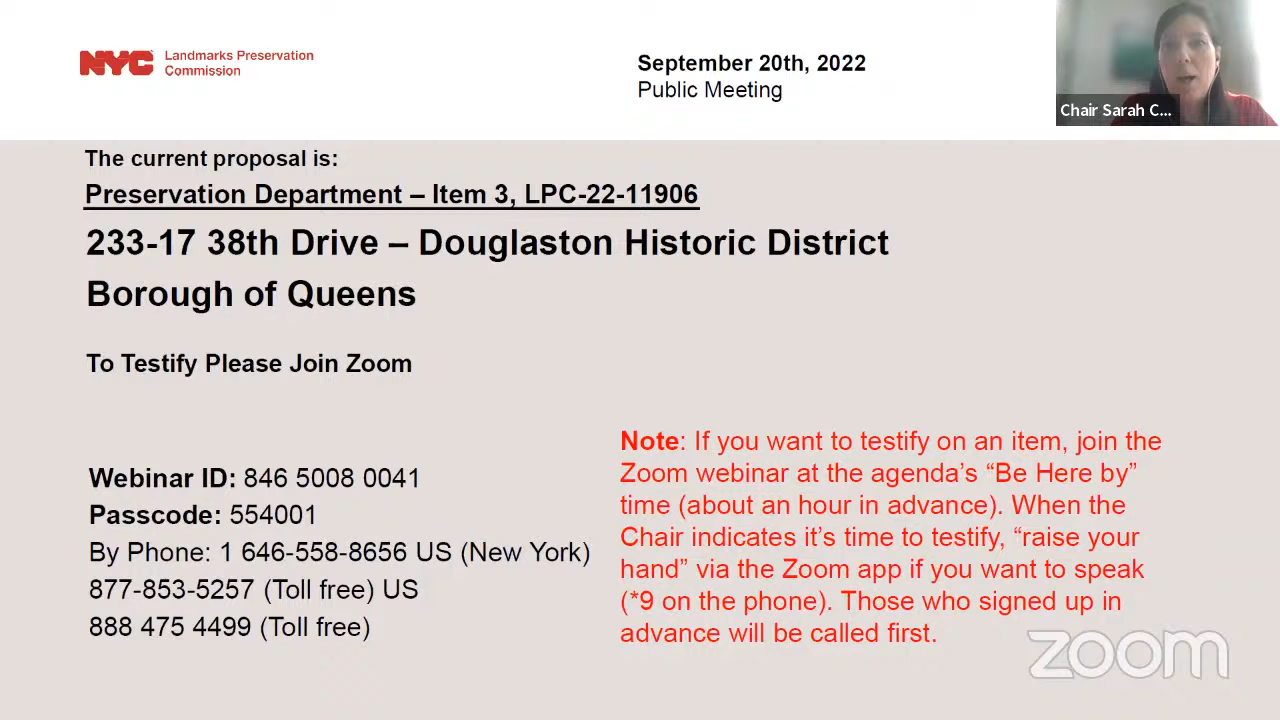 NYC Landmarks Preservation
Commission
September 20th, 2022
Public Meeting
Chair Sarah C...
The current proposal is:
Preservation Department – Item 3, LPC-22-11906
233-17 38th Drive – Douglaston Historic District
Borough of Queens
To Testify Please Join Zoom
Webinar ID: 846 5008 0041
Passcode: 554001
By Phone: 1 646-558-8656 US (New York)
877-853-5257 (Toll free) US
888 475 4499 (Toll free)
Note: If you want to testify on an item, join the
Zoom webinar at the agenda’s “Be Here by”
time (about an hour in advance). When the
Chair indicates it’s time to testify, “raise your
hand” via the Zoom app if you want to speak
(*9 on the phone). Those who signed up in
advance will be called first.
zoom